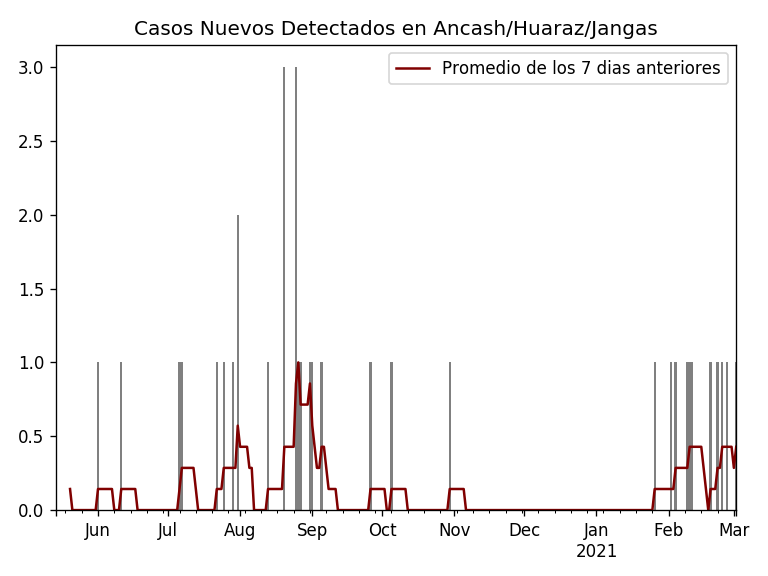 Casos Nuevos Detectados en Ancash/Huaraz/Jangas
Promedio de los 7 dias anteriores
3.0
2.5
2.0
1.5
1.0
0.5
0.0
Jun Jul Aug Sep Oct Nov Dec Jan Feb Mar
2021